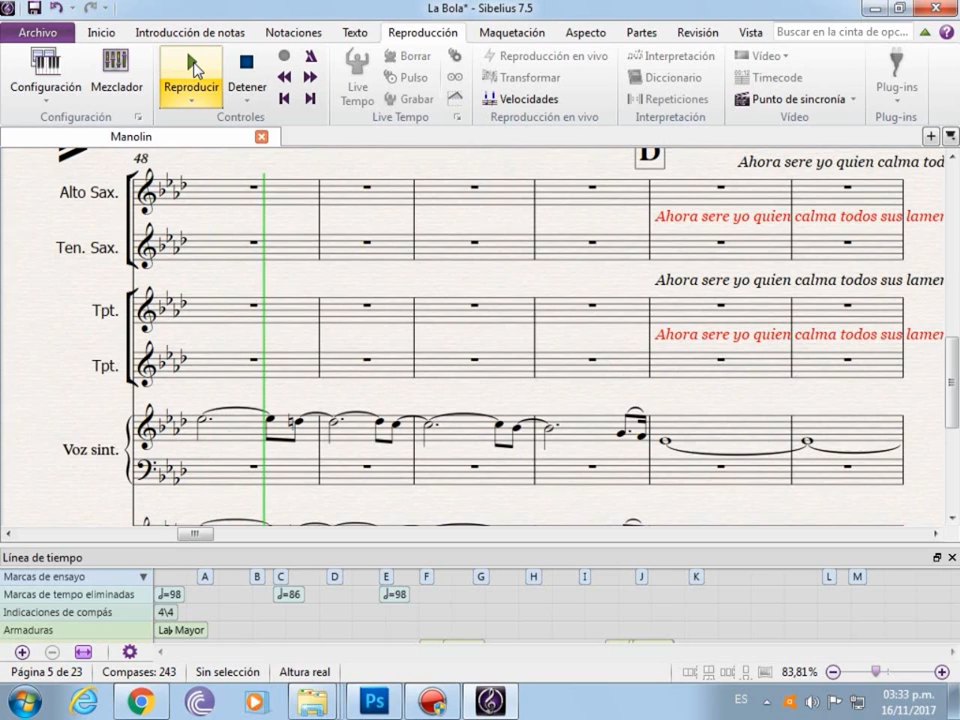 La Bola* - Sibelius 7.5
Archivo Inicio Introducción de notas Notaciones Texto Reproducción Maquetación Aspecto Partes Revisión Vista Buscar en la cinta de opc...
Configuración Mezclador Reproducir Detener Live Tempo Borrar Pulso Grabar Reproducción en vivo Transformar Velocidades Interpretación Diccionario Repeticiones Vídeo Timecode Punto de sincronía Plug-ins
Configuración Controles Live Tempo Reproducción en vivo Interpretación Vídeo Plug-ins
Manolin
48 D Ahora sere yo quien calma tod
Alto Sax.
Ahora sere yo quien calma todos sus lamer
Ten. Sax.
Ahora sere yo quien calma todos sus lamer
Tpt.
Ahora sere yo quien calma todos sus lamer
Tpt.
Voz sint.
Línea de tiempo
Marcas de ensayo A B C D E F G H I J K L M
Marcas de tempo eliminadas =98 =86 =98
Indicaciones de compás 4\4
Armaduras La♭ Mayor
Página 5 de 23 Compases: 243 Sin selección Altura real 83,81%
ES 03:33 p.m.
16/11/2017